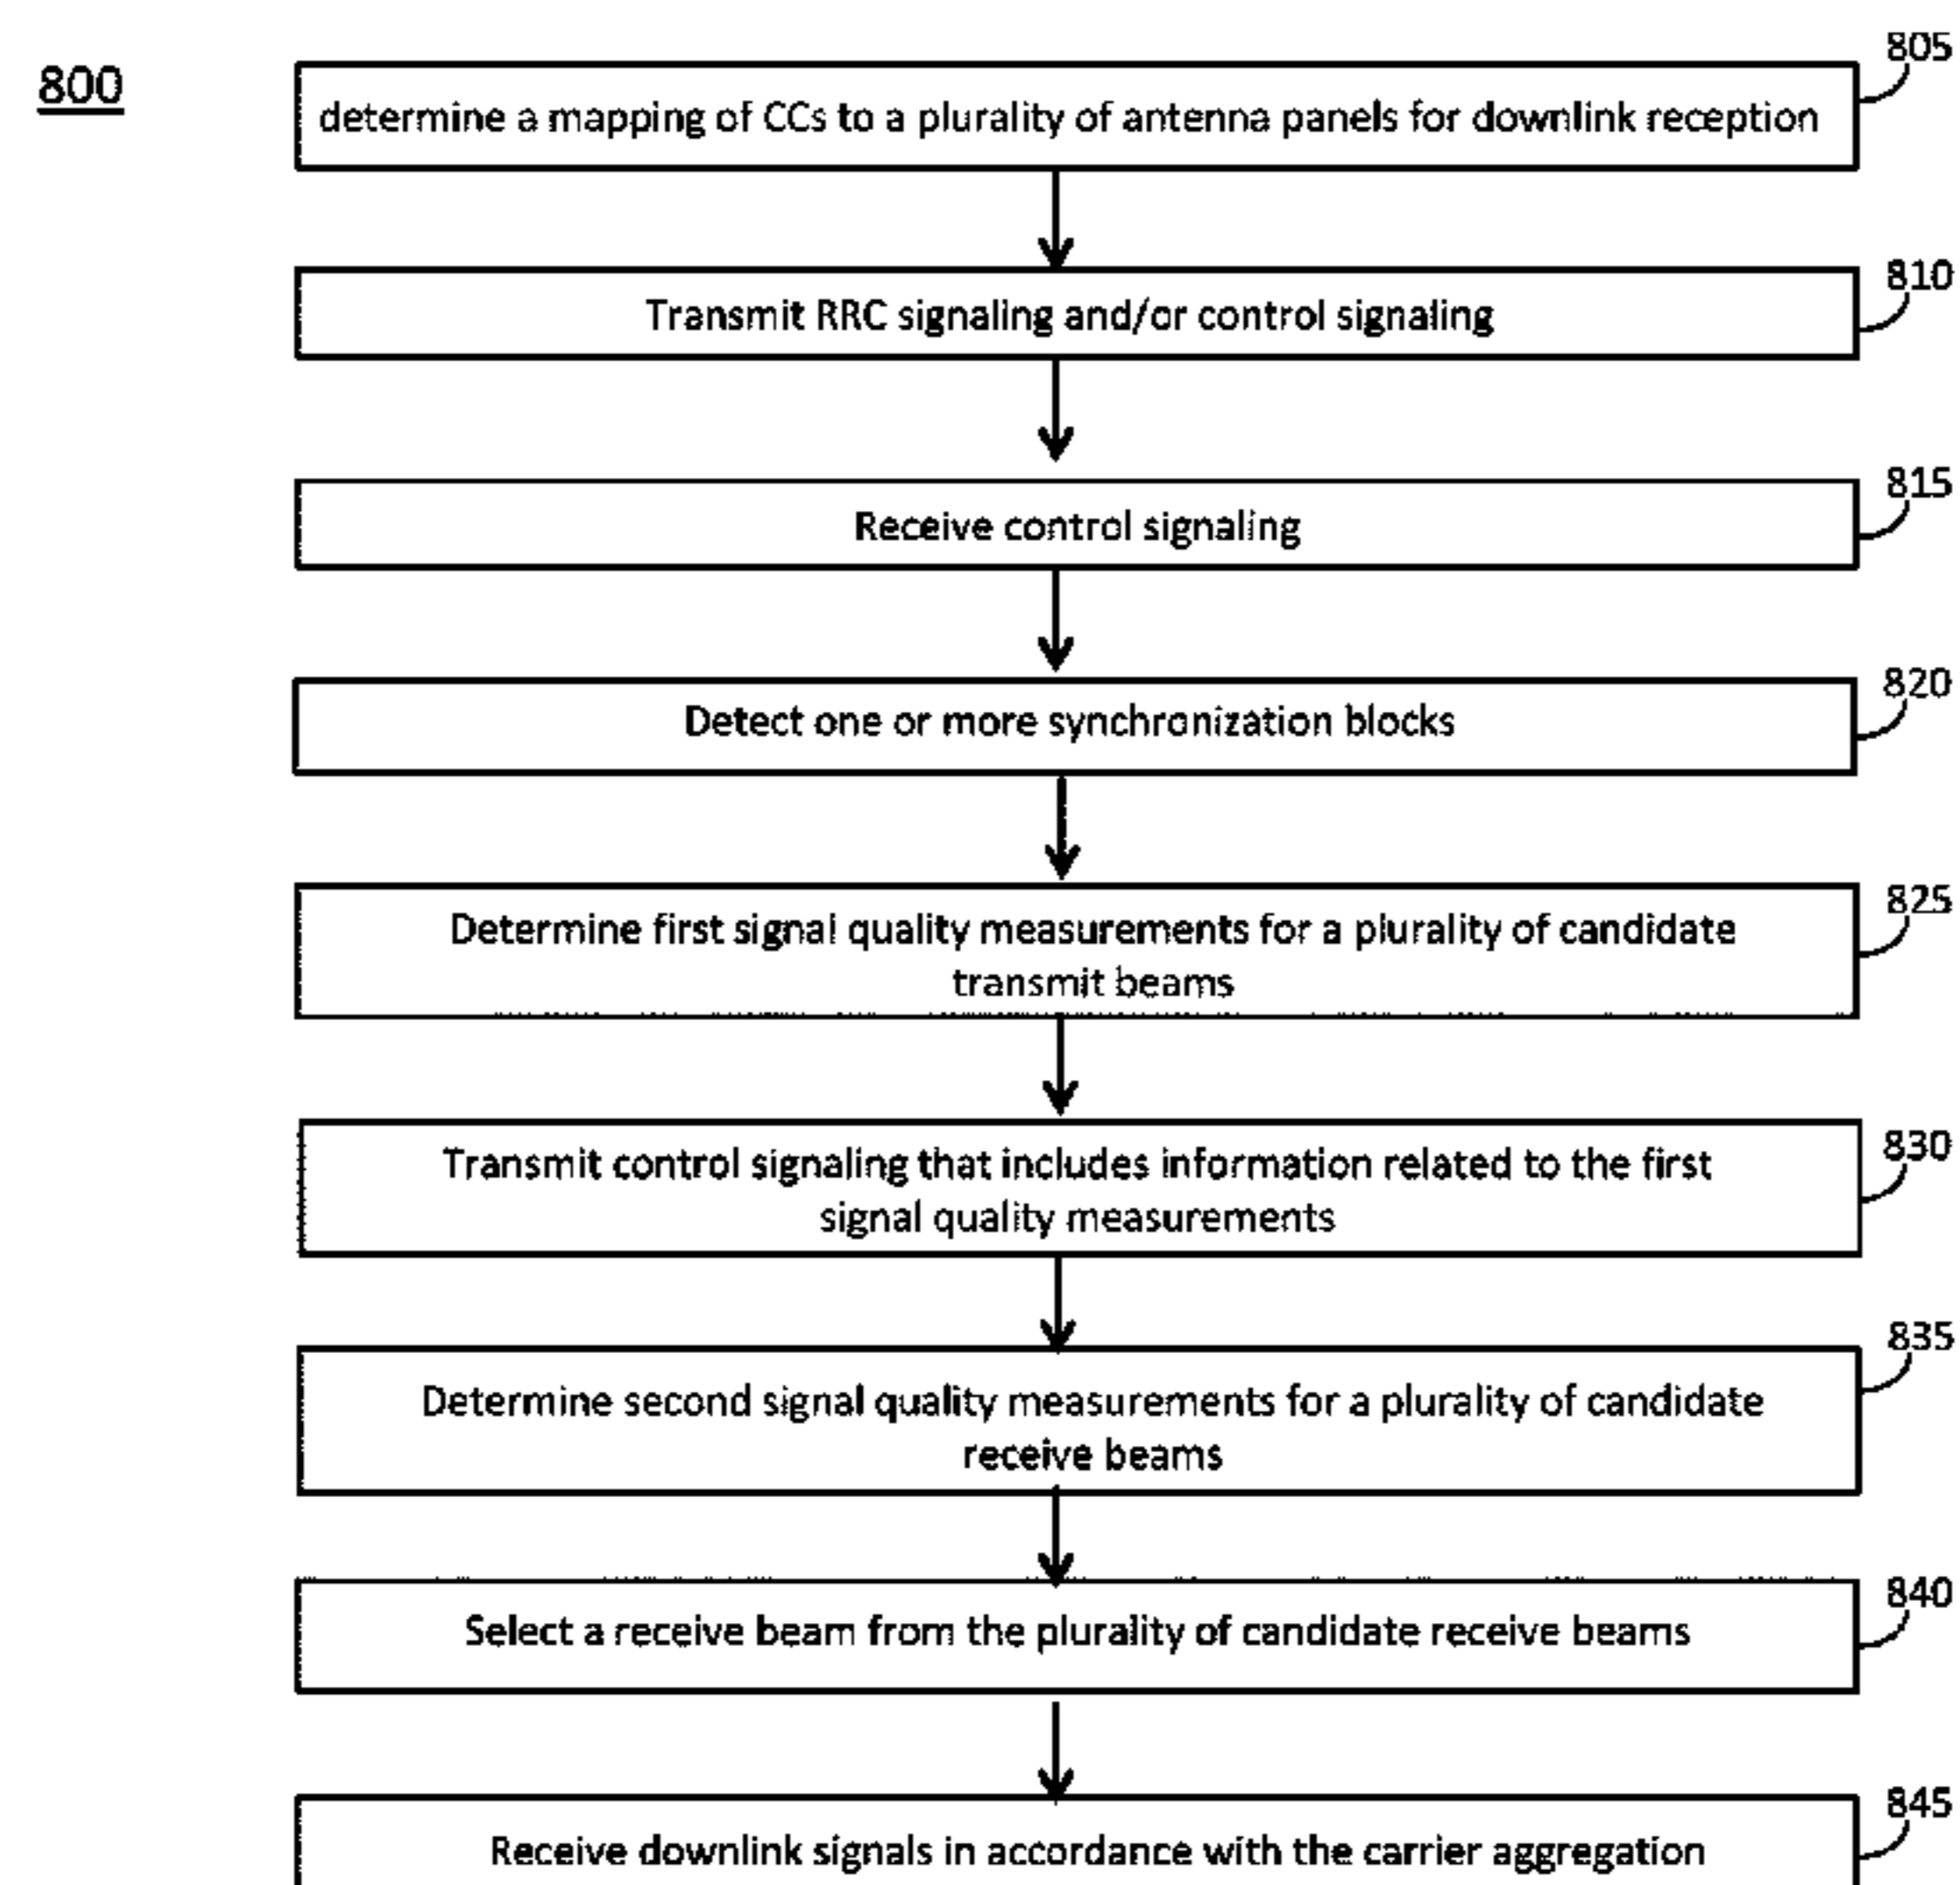 800
805
determine a mapping of CCs to a plurality of antenna panels for downlink reception
810
Transmit RRC signaling and/or control signaling
815
Receive control signaling
820
Detect one or more synchronization blocks
825
Determine first signal quality measurements for a plurality of candidate
transmit beams
830
Transmit control signaling that includes information related to the first
signal quality measurements
835
Determine second signal quality measurements for a plurality of candidate
receive beams
840
Select a receive beam from the plurality of candidate receive beams
845
Receive downlink signals in accordance with the carrier aggregation